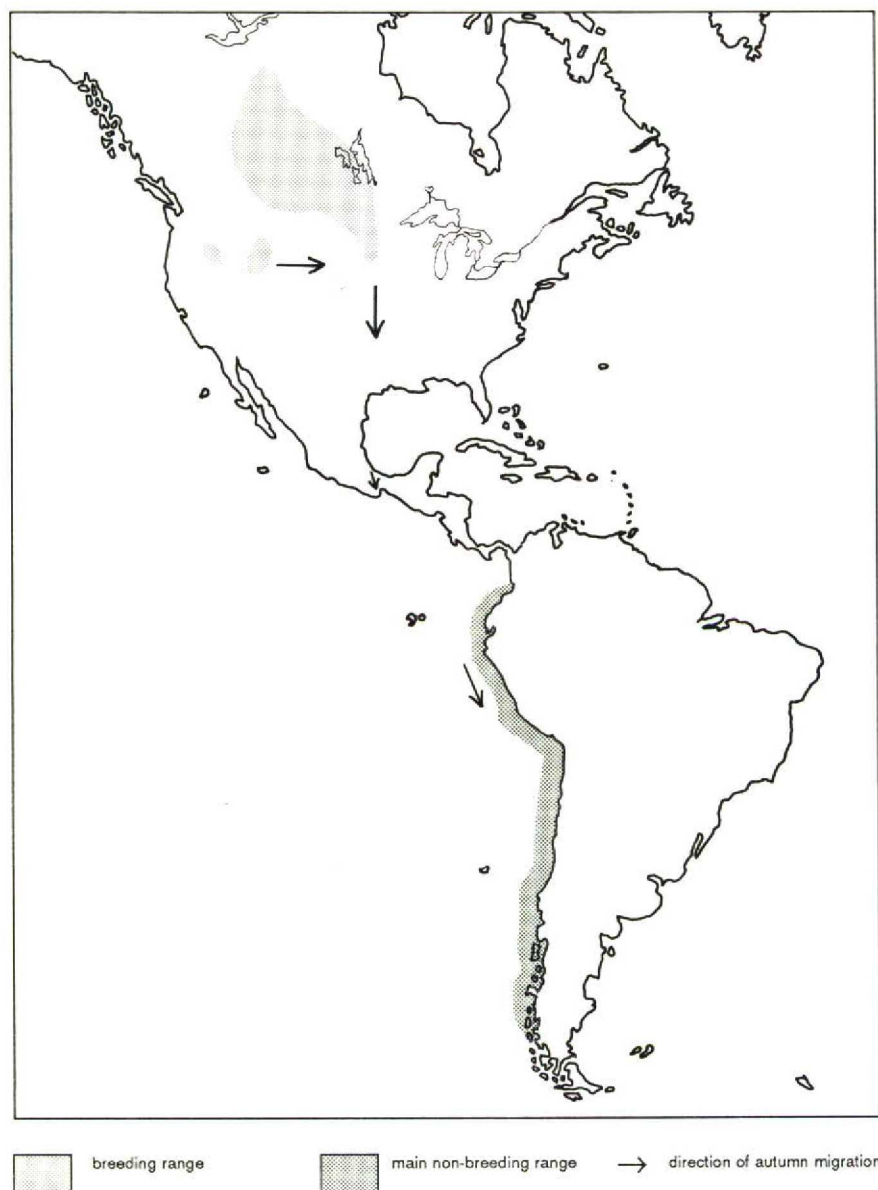 breeding range
main non-breeding range
direction of autumn migration